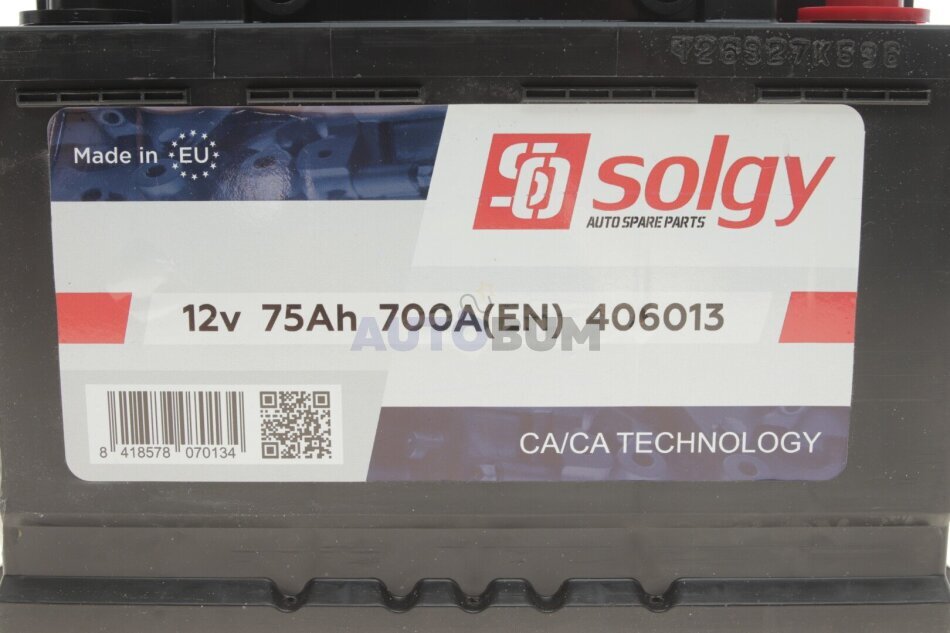 Made in EU
solgy
AUTO SPARE PARTS
12v 75Ah 700A(EN) 406013
AUTOBUM
8 418578 070134
CA/CA TECHNOLOGY